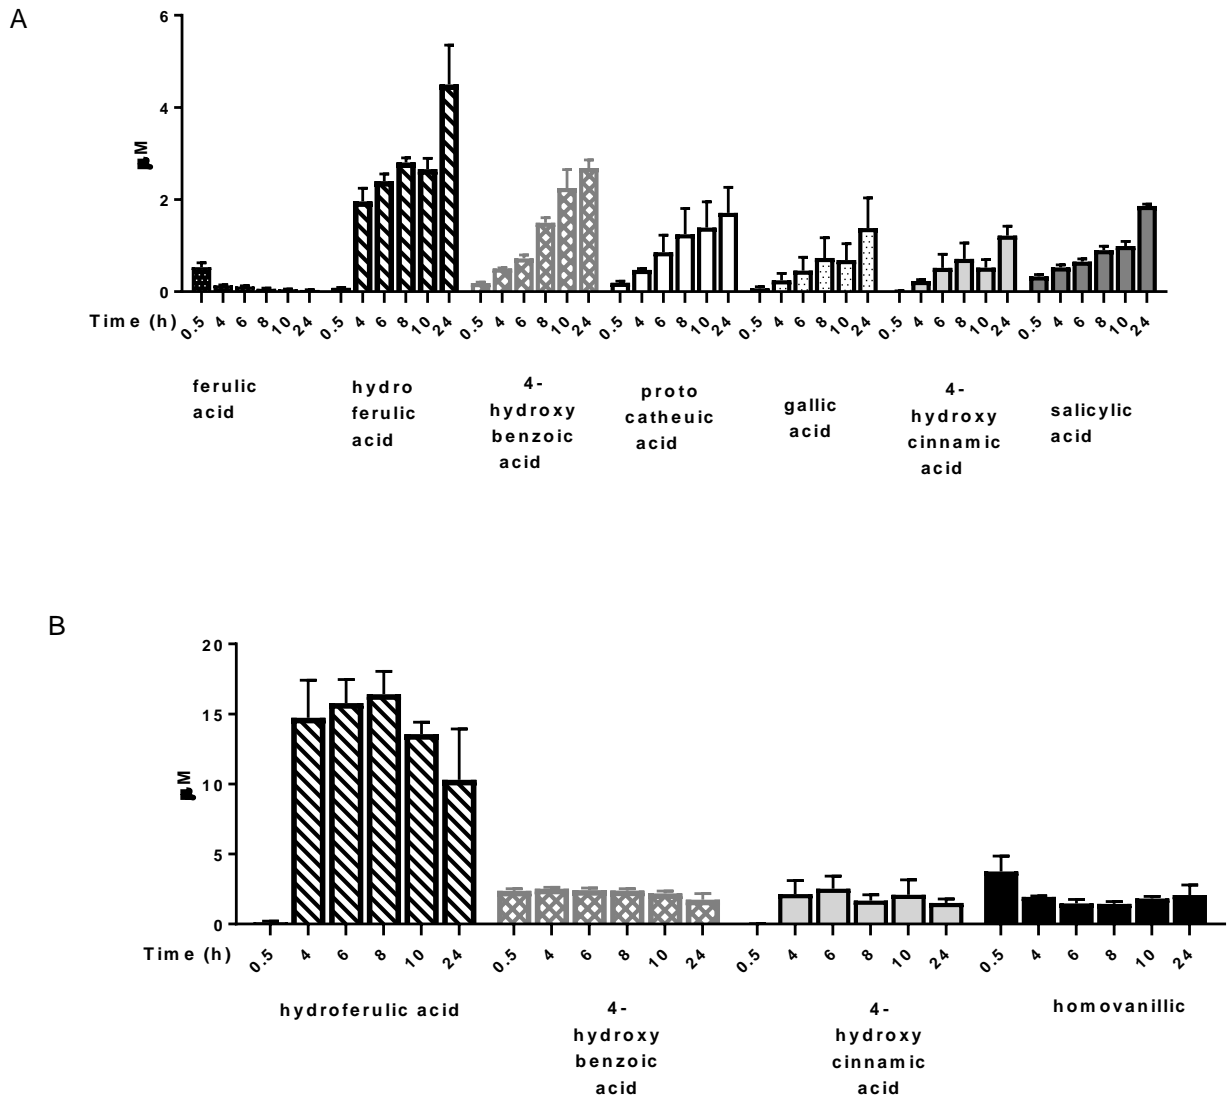 A
6
4
2
0
µM
Time (h) 0.5 4 6 8 10 24 0.5 4 6 8 10 24 0.5 4 6 8 10 24 0.5 4 6 8 10 24 0.5 4 6 8 10 24 0.5 4 6 8 10 24 0.5 4 6 8 10 24
ferulic
acid
hydro
ferulic
acid
4-
hydroxy
benzoic
acid
proto
catheuic
acid
gallic
acid
4-
hydroxy
cinnamic
acid
salicylic
acid
B
20
15
10
5
0
µM
Time (h) 0.5 4 6 8 10 24 0.5 4 6 8 10 24 0.5 4 6 8 10 24 0.5 4 6 8 10 24
hydroferulic acid
4-
hydroxy
benzoic
acid
4-
hydroxy
cinnamic
acid
homovanillic